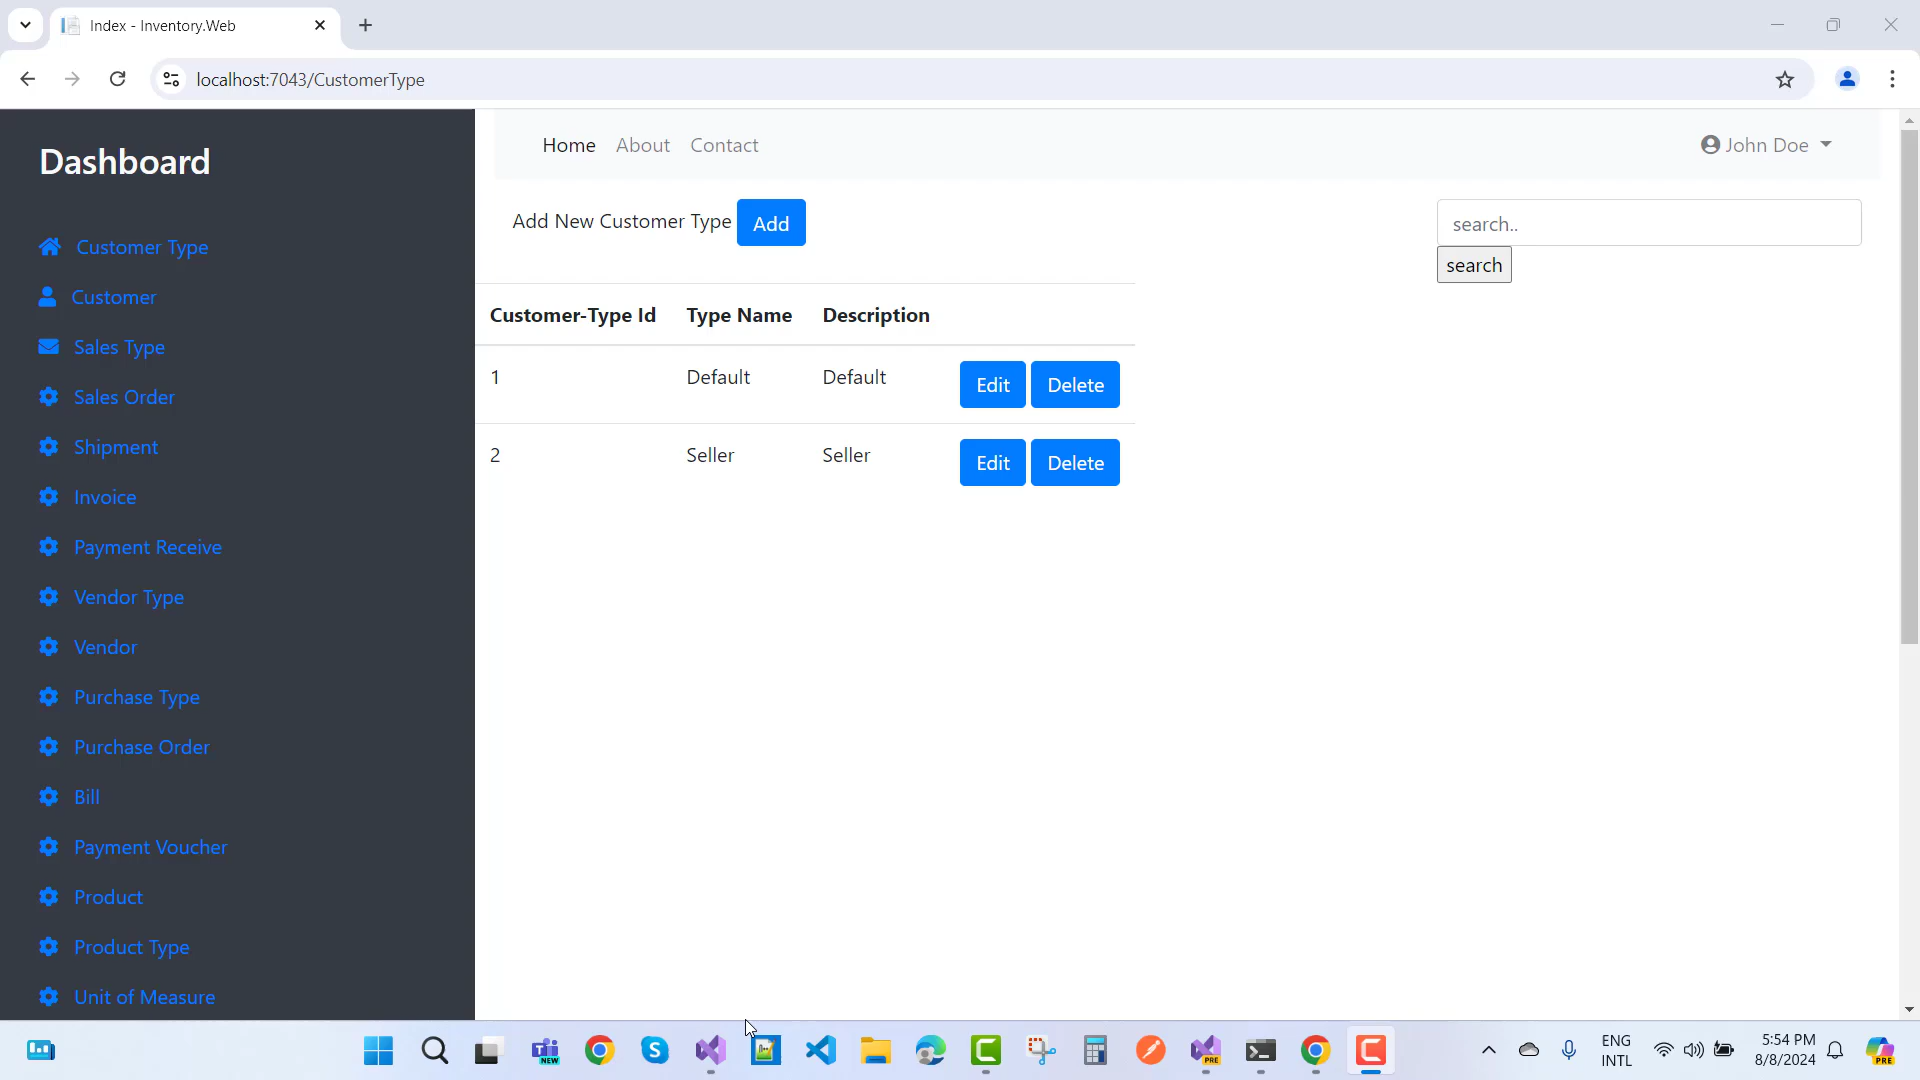 Index - Inventory.Web
localhost:7043/CustomerType
Dashboard
Customer Type
Customer
Sales Type
Sales Order
Shipment
Invoice
Payment Receive
Vendor Type
Vendor
Purchase Type
Purchase Order
Bill
Payment Voucher
Product
Product Type
Unit of Measure
Home About Contact
John Doe
Add New Customer Type Add
search..
search
Customer-Type Id Type Name Description
1 Default Default Edit Delete
2 Seller Seller Edit Delete
NEW
PRE
ENG
INTL
5:54 PM
8/8/2024
PRE